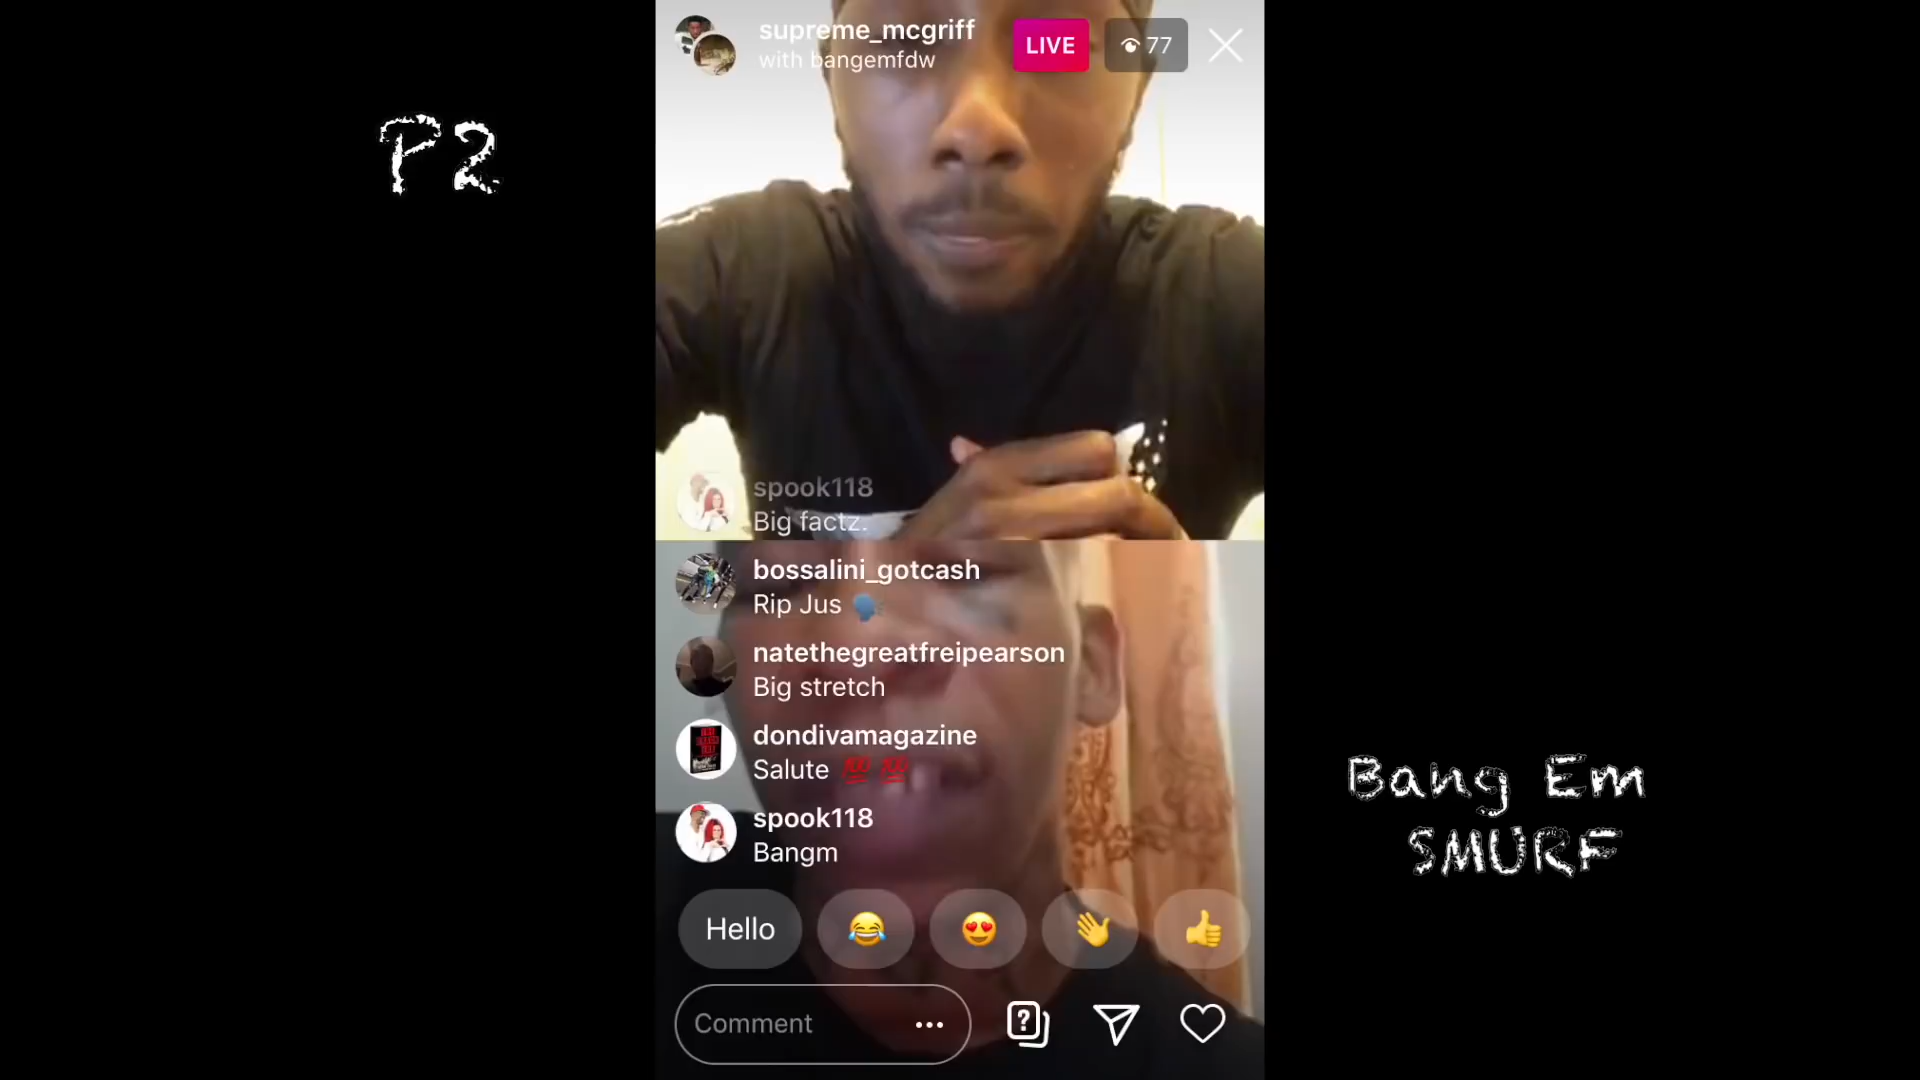 supreme_mcgriff
with bangemfdw
LIVE
77
P2
spook118
Big factz.
bossalini_gotcash
Rip Jus
natethegreatfreipearson
Big stretch
dondivamagazine
Salute 💯 💯
spook118
Bangm
Bang Em
SMURF
Hello
Comment